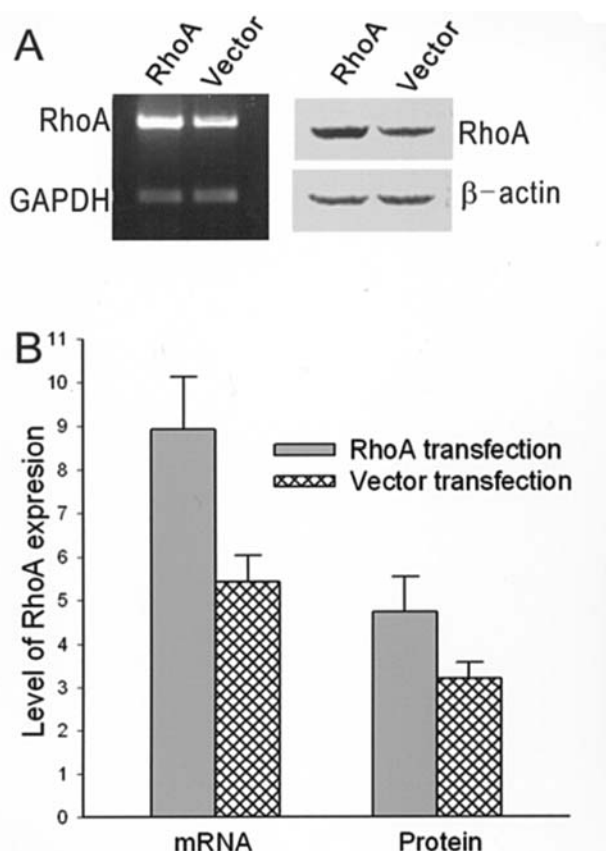 A
RhoA Vector
RhoA
GAPDH
RhoA Vector
RhoA
β-actin
B
Level of RhoA expresion
11
10
9
8
7
6
5
4
3
2
1
0
RhoA transfection
Vector transfection
mRNA Protein